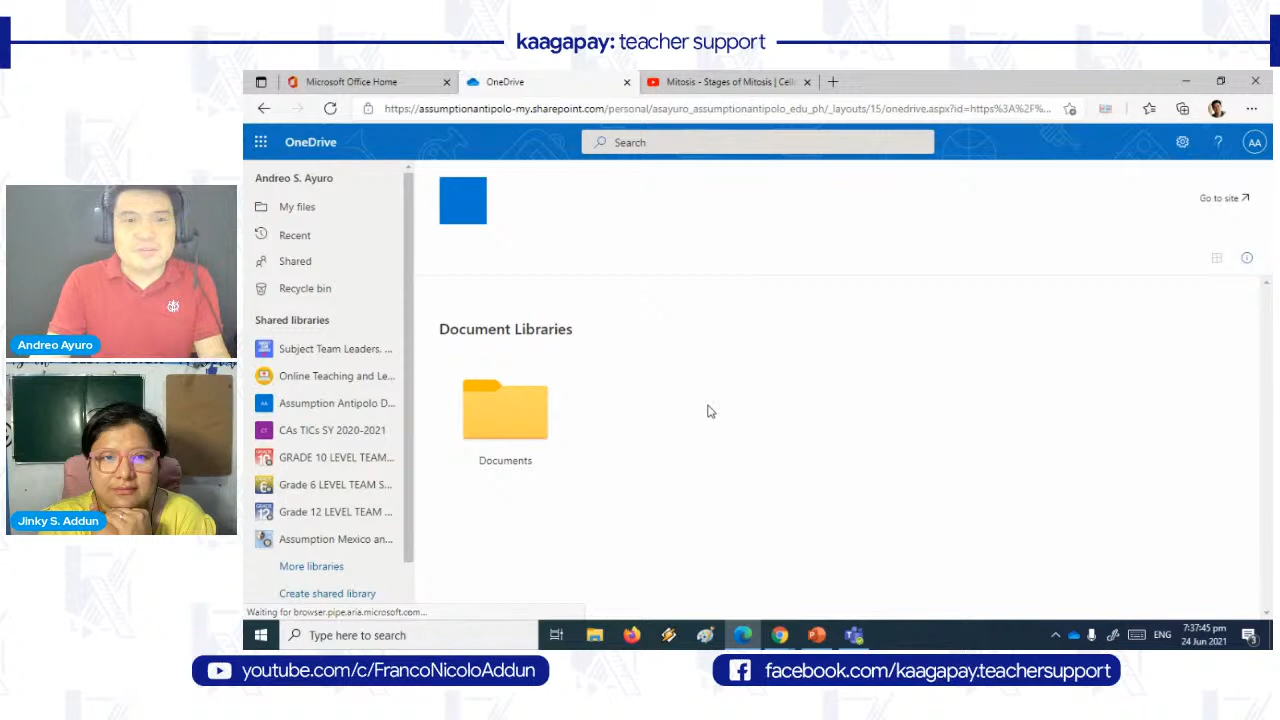 kaagapay: teacher support
Microsoft Office Home
OneDrive
Mitosis - Stages of Mitosis | Cell
https://assumptionantipolo-my.sharepoint.com/personal/asayuro_assumptionantipolo_edu_ph/_layouts/15/onedrive.aspx?id=https%3A%2F%...
OneDrive
Search
AA
Andreo S. Ayuro
My files
Recent
Shared
Recycle bin
Shared libraries
Subject Team Leaders. ...
Online Teaching and Le...
AA Assumption Antipolo D...
CT CAs TICs SY 2020-2021
GRADE 10 LEVEL TEAM...
Grade 6 LEVEL TEAM S...
Grade 12 LEVEL TEAM ...
Assumption Mexico an...
More libraries
Create shared library
Go to site
Document Libraries
Documents
Waiting for browser.pipe.aria.microsoft.com...
Type here to search
ENG
7:37:45 pm
24 Jun 2021
3
Andreo Ayuro
Jinky S. Addun
youtube.com/c/FrancoNicoloAddun
facebook.com/kaagapay.teachersupport